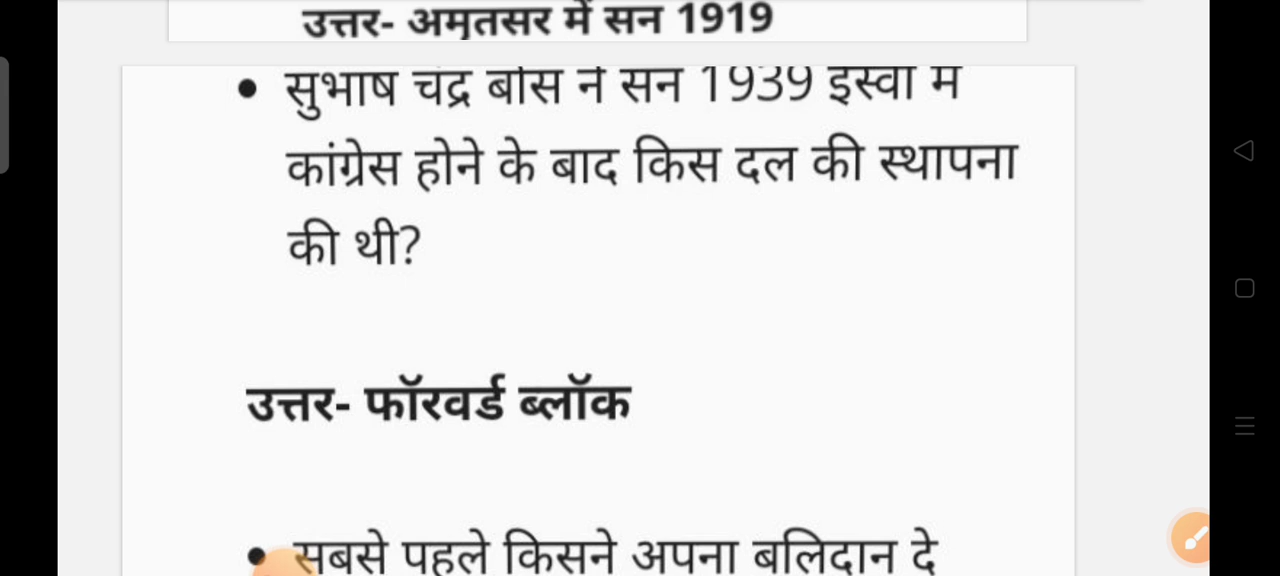 उत्तर- अमृतसर में सन 1919
सुभाष चंद्र बोस ने सन 1939 इस्वी में
कांग्रेस होने के बाद किस दल की स्थापना
की थी?
उत्तर- फॉरवर्ड ब्लॉक
सबसे पहले किसने अपना बलिदान दे